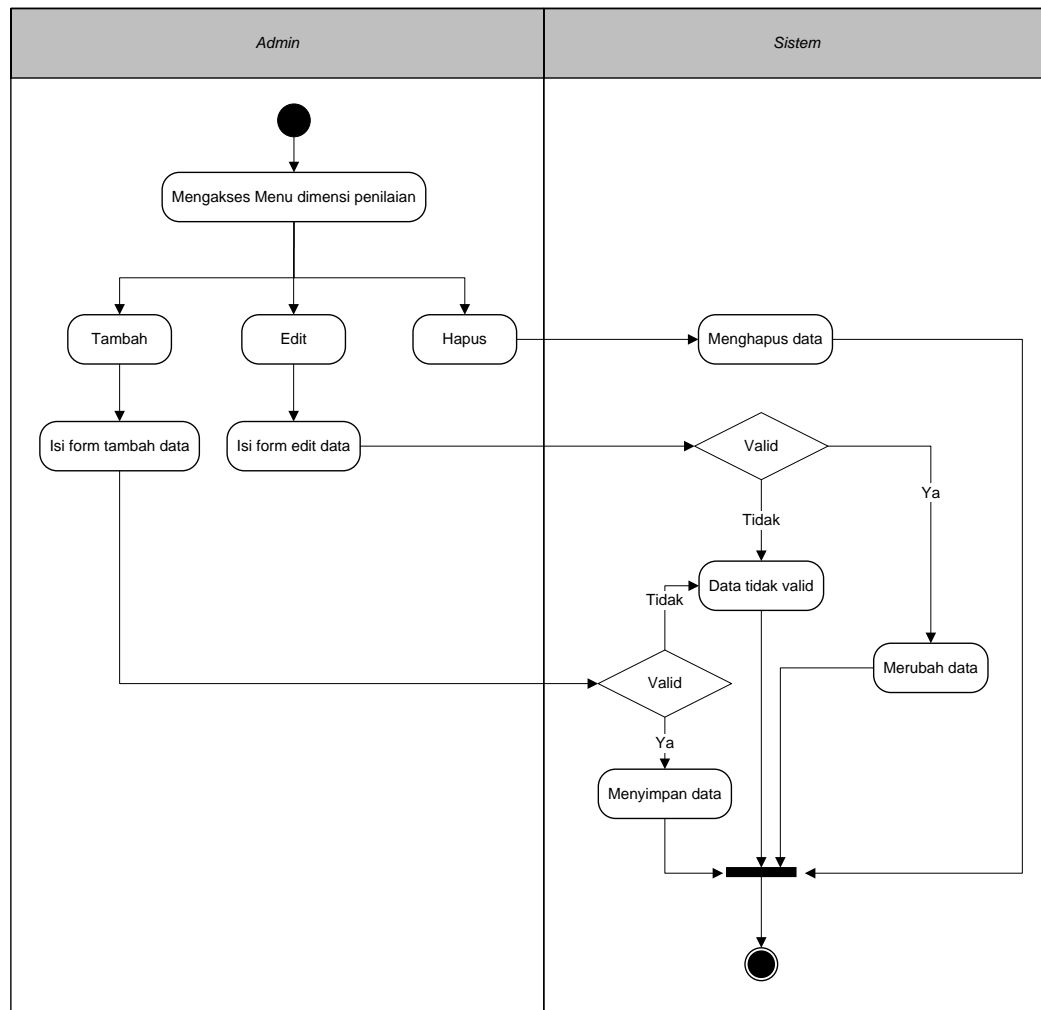 Admin
Sistem
Mengakses Menu dimensi penilaian
Tambah
Edit
Hapus
Menghapus data
Isi form tambah data
Isi form edit data
Valid
Ya
Tidak
Data tidak valid
Tidak
Valid
Merubah data
Ya
Menyimpan data